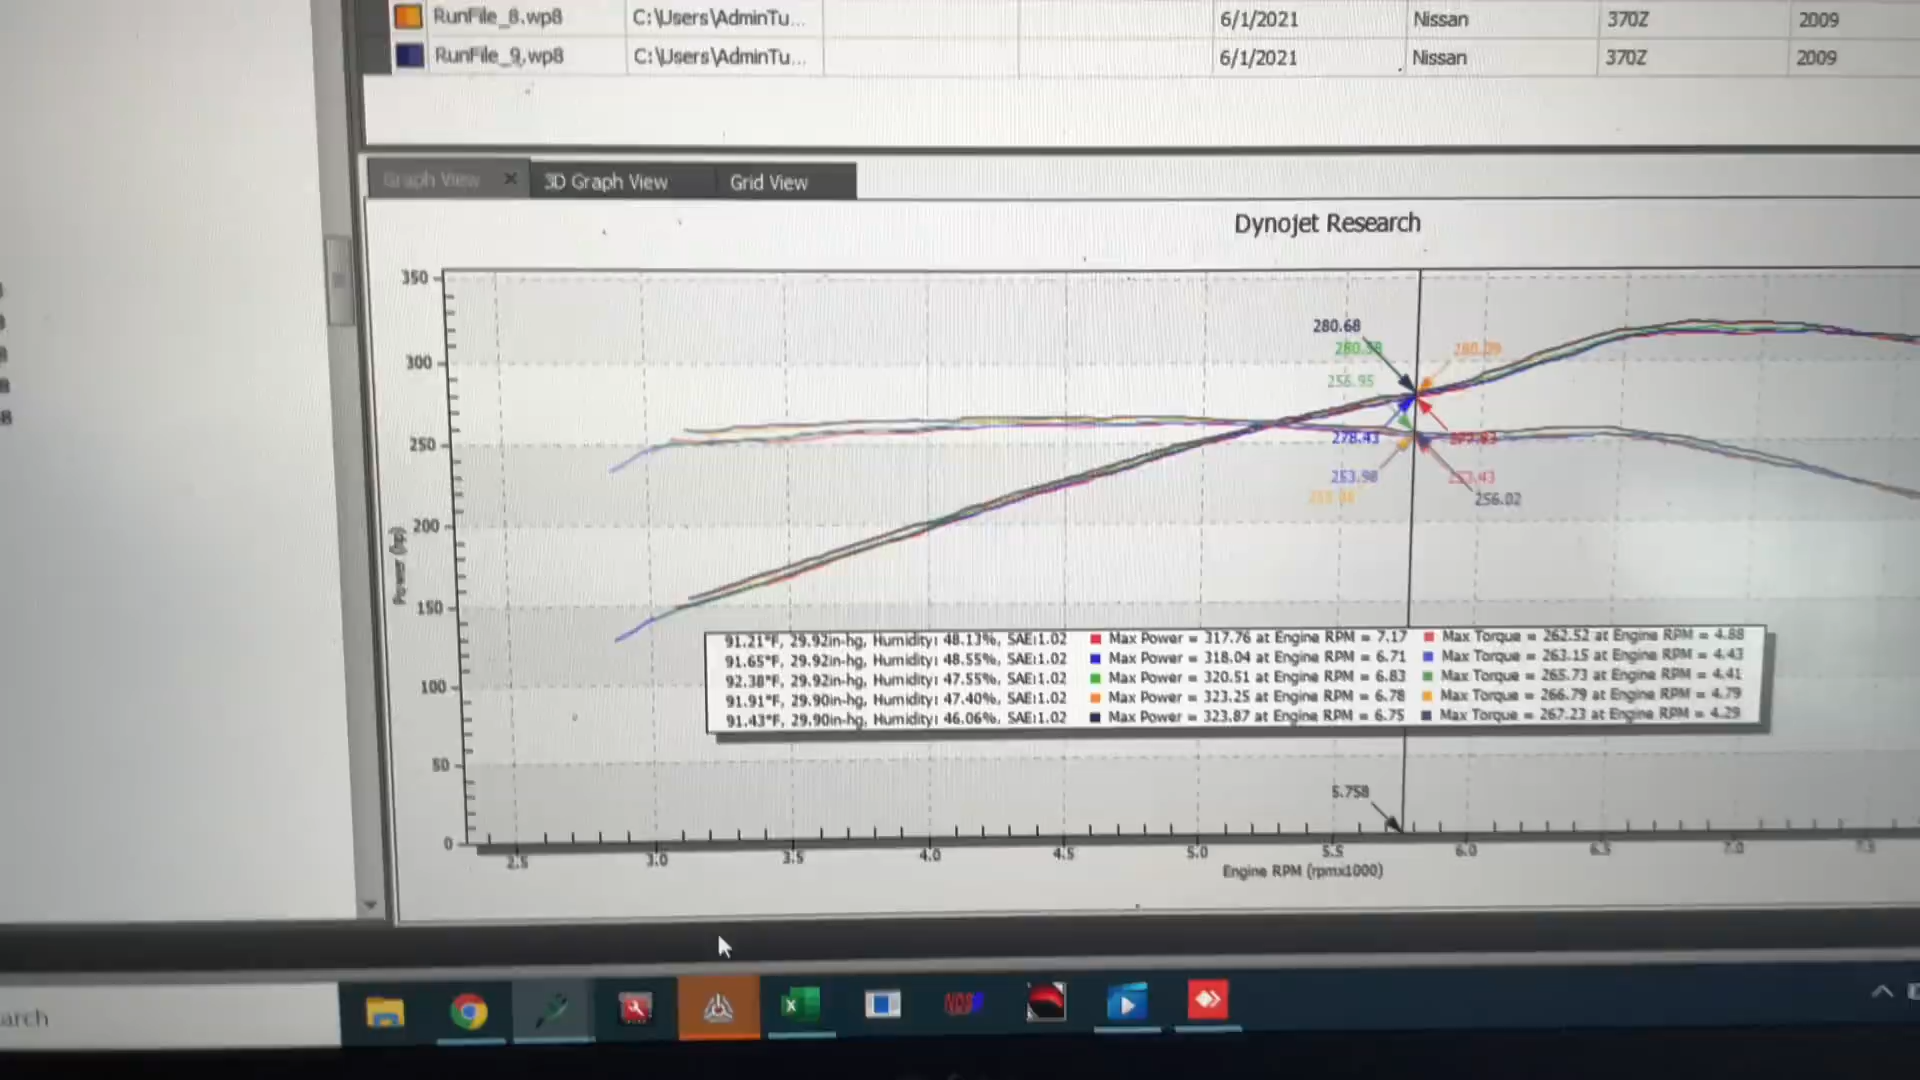 RunFile_8.wp8 C:\Users\AdminTu... 6/1/2021 Nissan 370Z 2009
RunFile_9.wp8 C:\Users\AdminTu... 6/1/2021 Nissan 370Z 2009
Graph View 3D Graph View Grid View
Dynojet Research
350
300
250
200
150
100
50
0
Power (hp)
280.68
256.95
278.43
253.98
256.02
91.21°F, 29.92in-hg, Humidity: 48.13%, SAE:1.02 Max Power = 317.76 at Engine RPM = 7.17 Max Torque = 262.52 at Engine RPM = 4.88
91.65°F, 29.92in-hg, Humidity: 48.55%, SAE:1.02 Max Power = 318.04 at Engine RPM = 6.71 Max Torque = 263.15 at Engine RPM = 4.43
92.38°F, 29.92in-hg, Humidity: 47.55%, SAE:1.02 Max Power = 320.51 at Engine RPM = 6.83 Max Torque = 265.73 at Engine RPM = 4.41
91.91°F, 29.90in-hg, Humidity: 47.40%, SAE:1.02 Max Power = 323.25 at Engine RPM = 6.78 Max Torque = 266.79 at Engine RPM = 4.79
91.43°F, 29.90in-hg, Humidity: 46.06%, SAE:1.02 Max Power = 323.87 at Engine RPM = 6.75 Max Torque = 267.23 at Engine RPM = 4.29
5.758
2.5 3.0 3.5 4.0 4.5 5.0 5.5 6.0 6.5 7.0 7.5
Engine RPM (rpmx1000)
arch